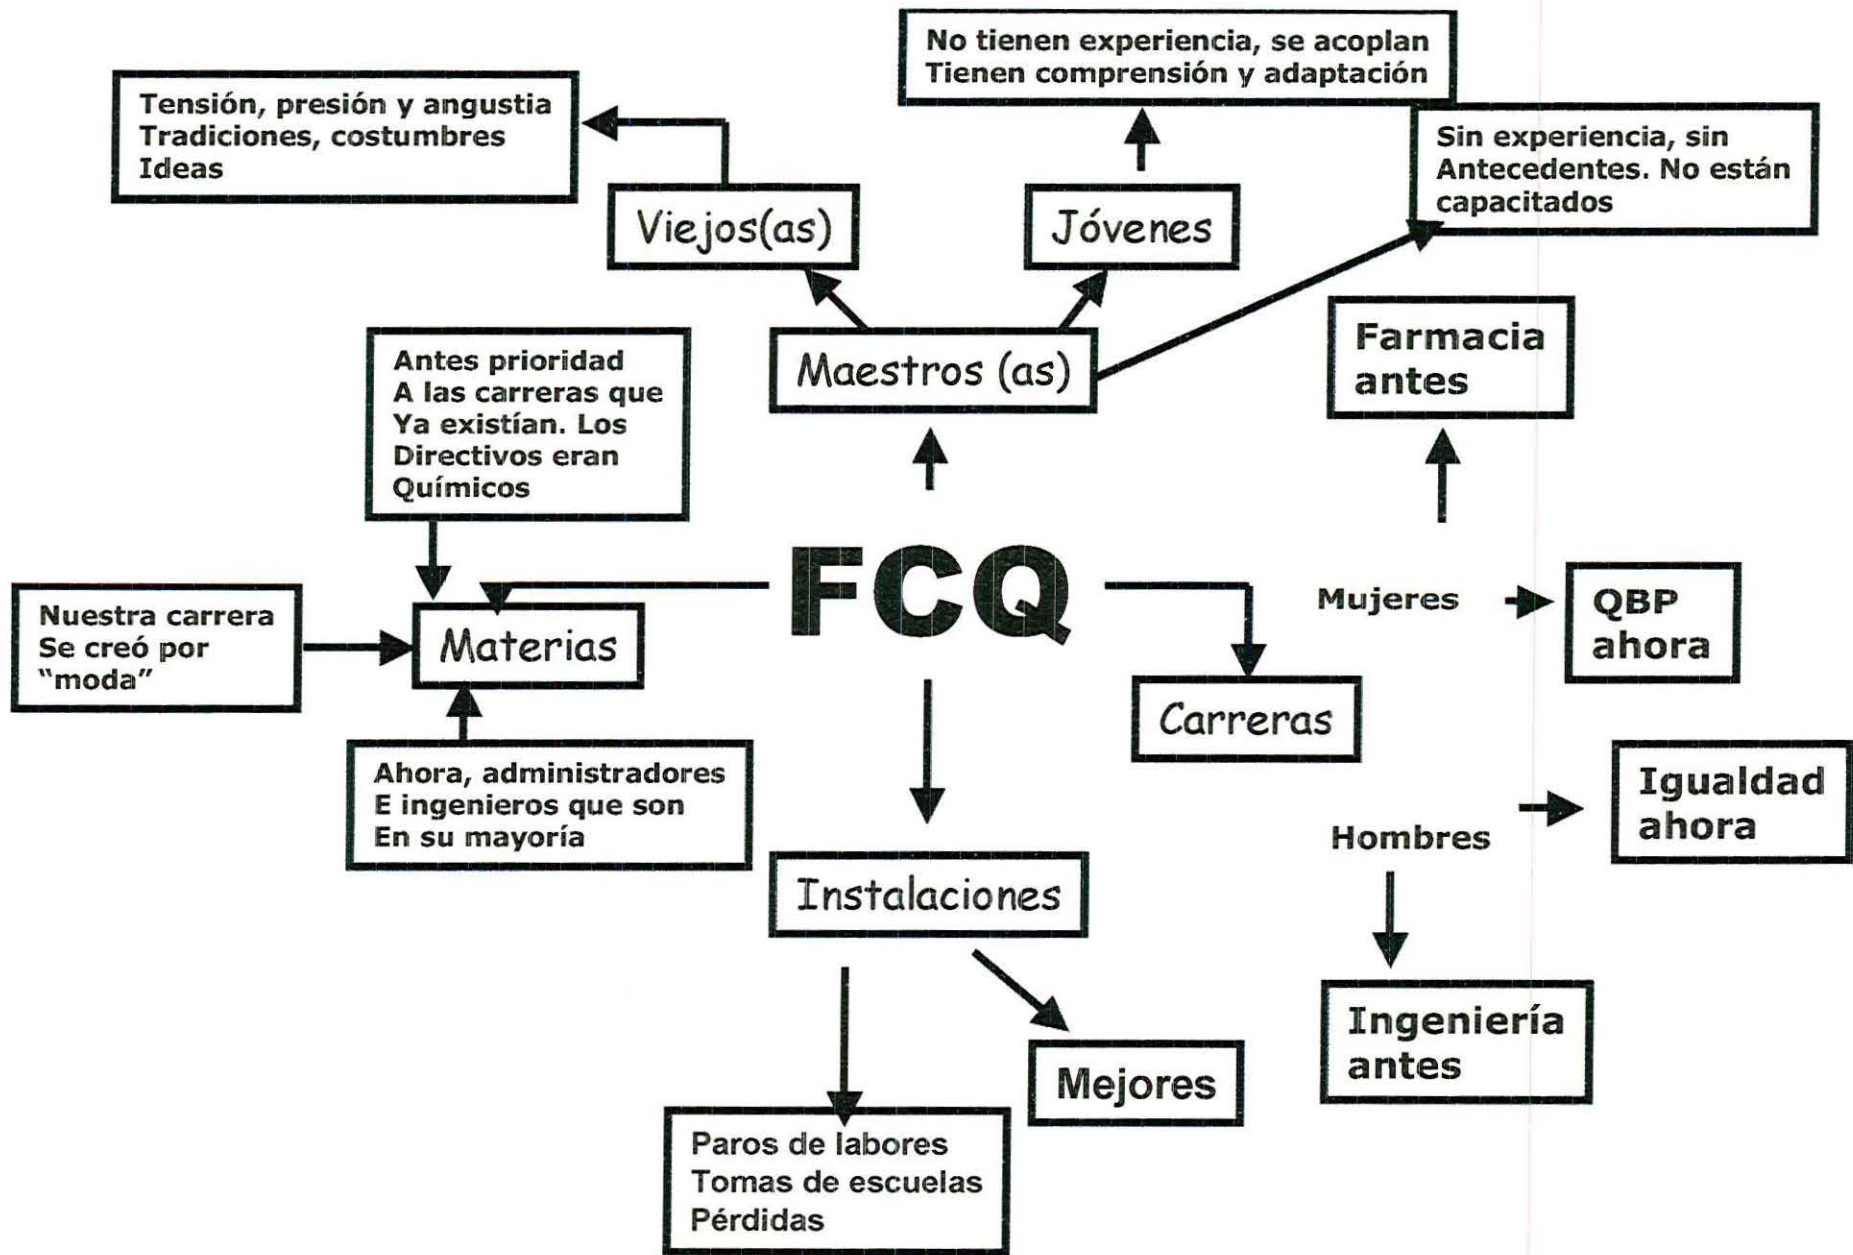 No tienen experiencia, se acoplan
Tienen comprensión y adaptación
Tensión, presión y angustia
Tradiciones, costumbres
Ideas
Sin experiencia, sin
Antecedentes. No están
capacitados
Viejos(as)
Jóvenes
Maestros (as)
Farmacia
antes
Antes prioridad
A las carreras que
Ya existían. Los
Directivos eran
Químicos
FCQ
Mujeres
QBP
ahora
Nuestra carrera
Se creó por
“moda”
Materias
Carreras
Ahora, administradores
E ingenieros que son
En su mayoría
Igualdad
ahora
Hombres
Instalaciones
Ingeniería
antes
Mejores
Paros de labores
Tomas de escuelas
Pérdidas